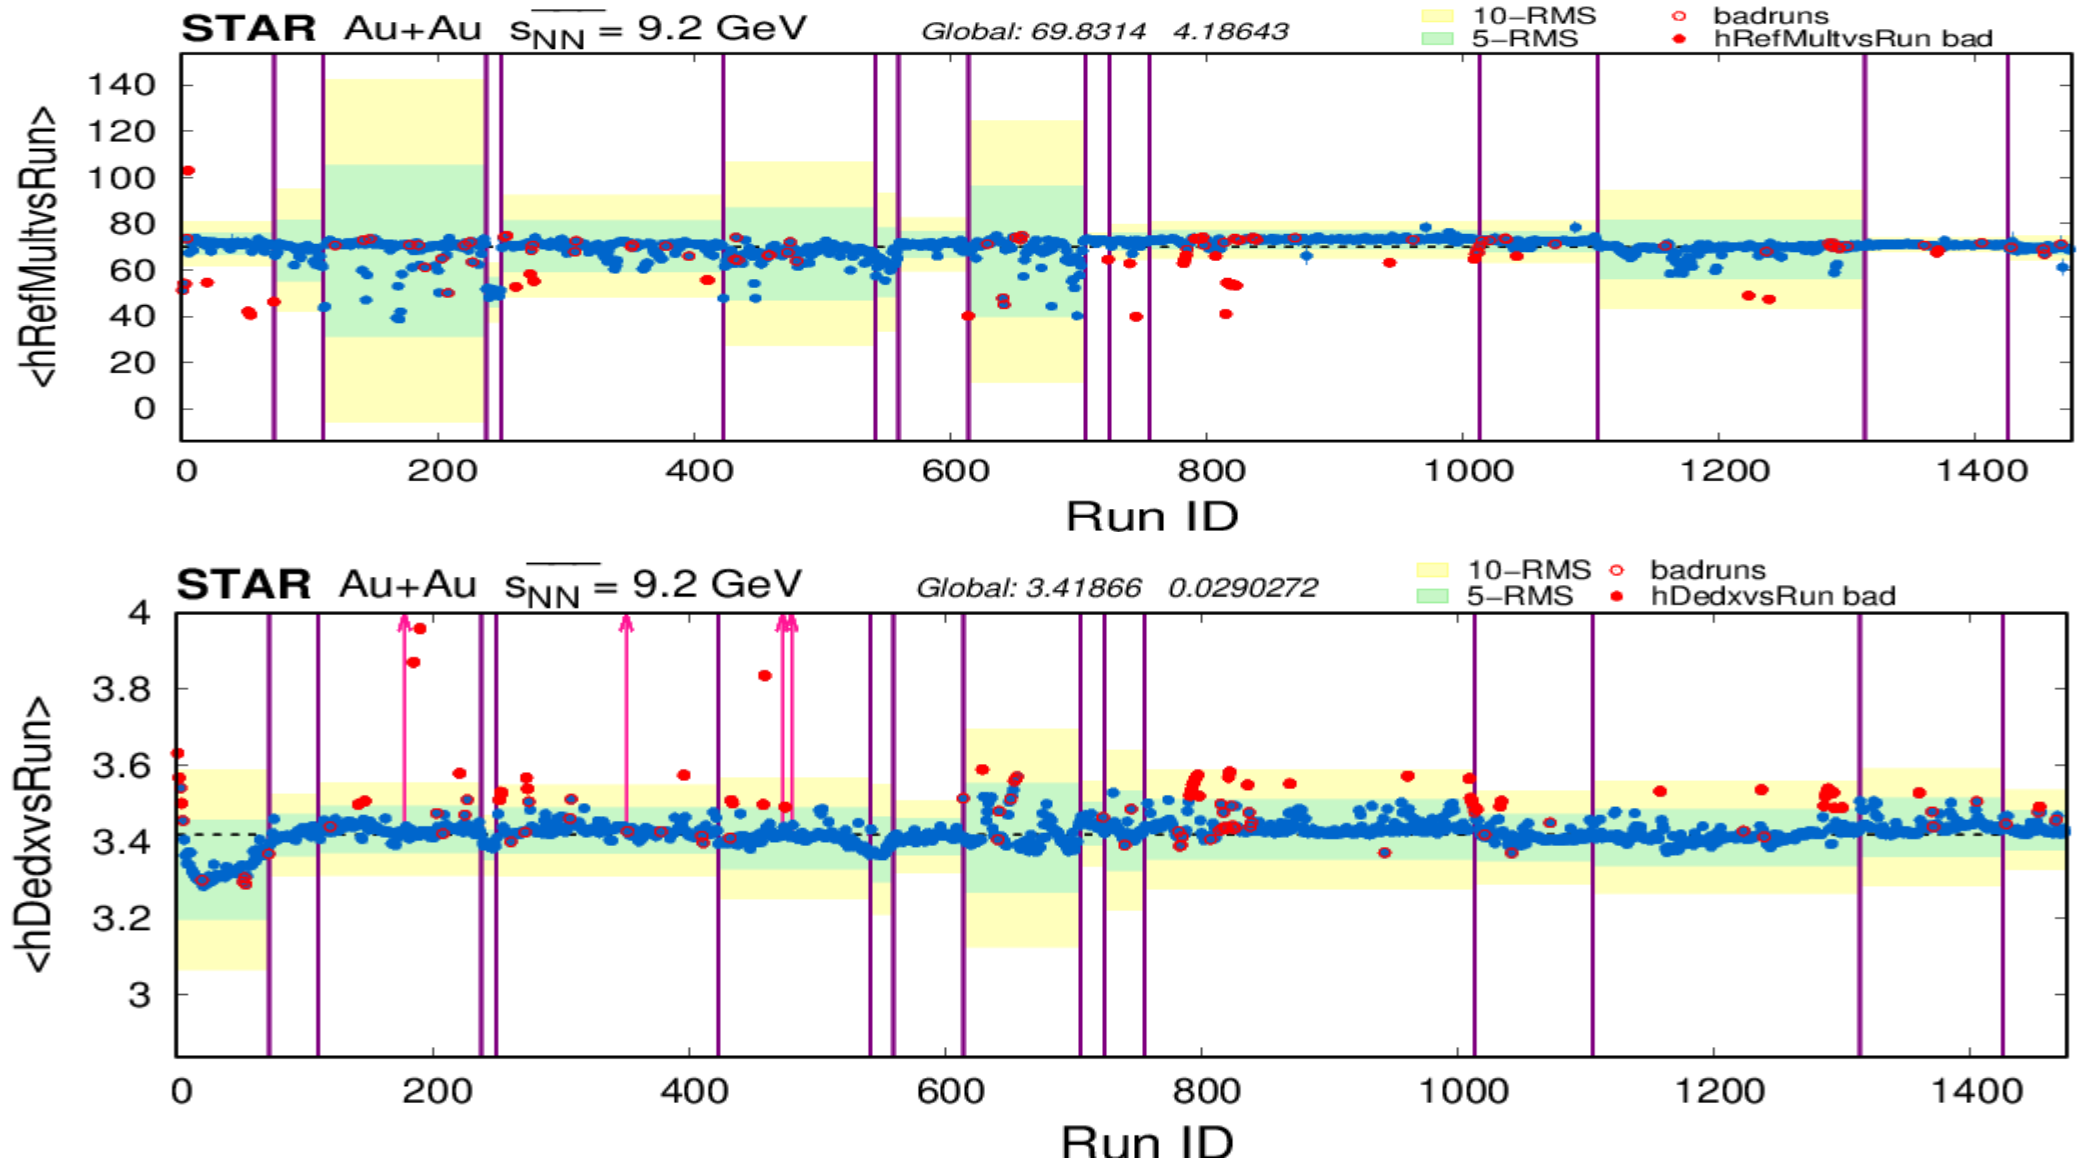 STAR Au+Au sNN = 9.2 GeV Global: 69.8314 4.18643 10−RMS badruns
5−RMS hRefMultvsRun bad
<hRefMultvsRun>
140
120
100
80
60
40
20
0
0 200 400 600 800 1000 1200 1400
Run ID
STAR Au+Au sNN = 9.2 GeV Global: 3.41866 0.0290272 10−RMS badruns
5−RMS hDedxvsRun bad
<hDedxvsRun>
4
3.8
3.6
3.4
3.2
3
0 200 400 600 800 1000 1200 1400
Run ID